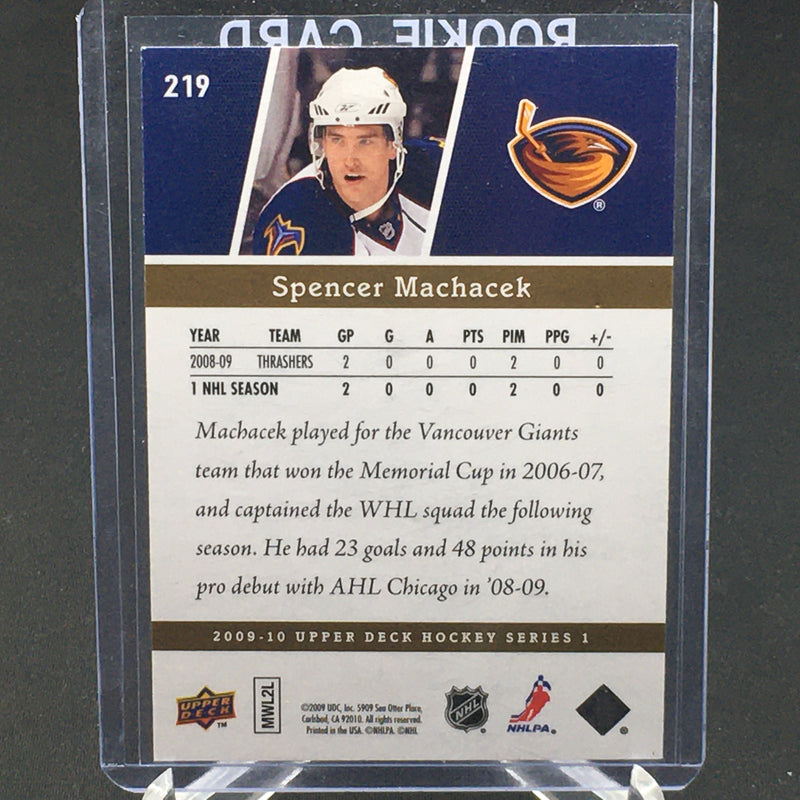 ROOKIE CARD
219
®
Spencer Machacek
YEAR TEAM GP G A PTS PIM PPG +/-
2008-09 THRASHERS 2 0 0 0 2 0 0
1 NHL SEASON 2 0 0 0 2 0 0
Machacek played for the Vancouver Giants
team that won the Memorial Cup in 2006-07,
and captained the WHL squad the following
season. He had 23 goals and 48 points in his
pro debut with AHL Chicago in '08-09.
2009-10 UPPER DECK HOCKEY SERIES 1
UPPER
DECK
™
MWL2L
©2009 UDC, Inc. 5909 Sea Otter Place,
Carlsbad, CA 92010. All rights reserved.
Printed in the USA. ©NHLPA. ©NHL
NHL
®
NHLPA
®